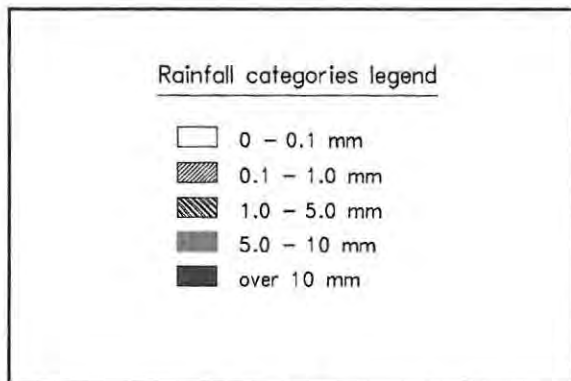 Rainfall categories legend
0 – 0.1 mm
0.1 – 1.0 mm
1.0 – 5.0 mm
5.0 – 10 mm
over 10 mm